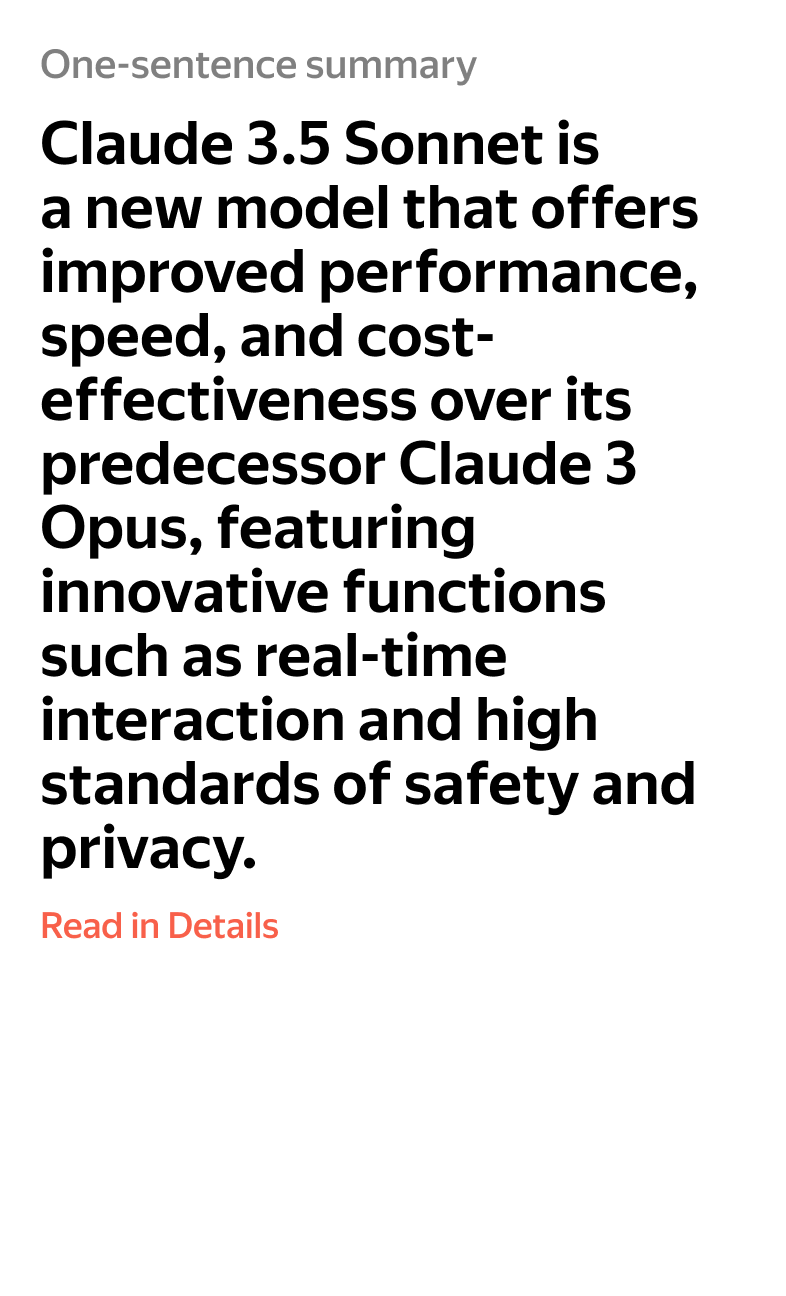 One-sentence summary
Claude 3.5 Sonnet is
a new model that offers
improved performance,
speed, and cost-
effectiveness over its
predecessor Claude 3
Opus, featuring
innovative functions
such as real-time
interaction and high
standards of safety and
privacy.
Read in Details